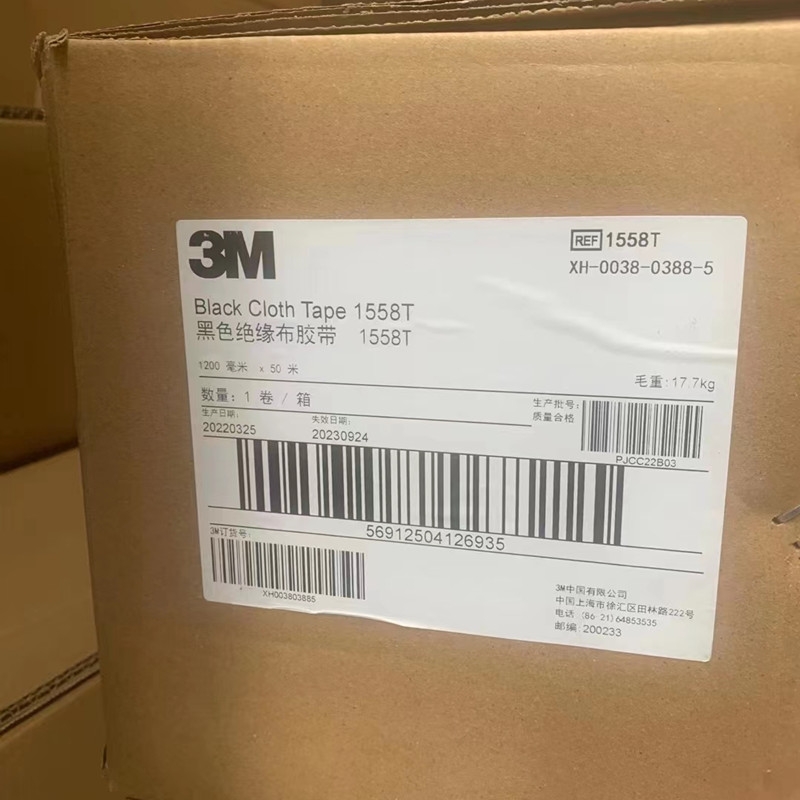 3M
REF 1558T
XH-0038-0388-5
Black Cloth Tape 1558T
黑色绝缘布胶带 1558T
1200 毫米 x 50 米
毛重:17.7kg
数量: 1 卷 / 箱
生产批号:
质量合格
生产日期:
失效日期:
20220325
20230924
PJCC22B03
56912504126935
3M订货号:
XH003803885
3M中国有限公司
中国上海市徐汇区田林路222号
电话 (86 21)64853535
邮编:200233